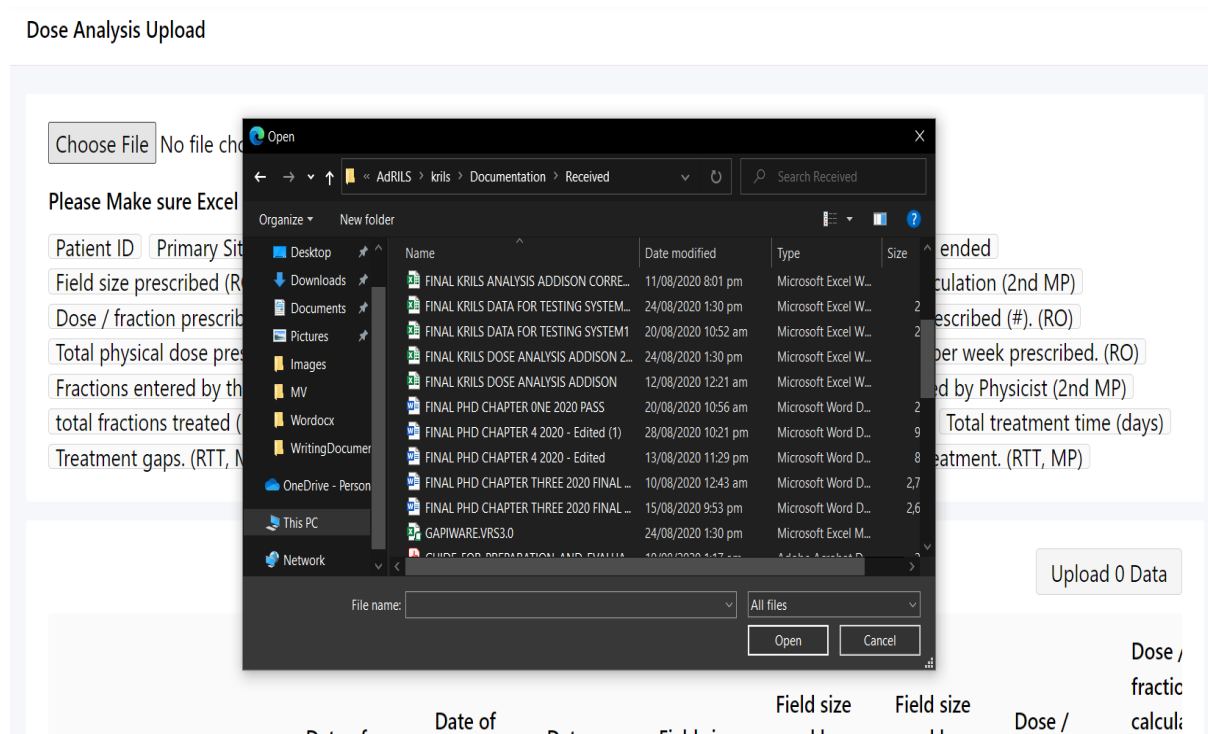 Dose Analysis Upload
Choose File No file cho
Please Make sure Excel
Patient ID Primary Sit
ended
Field size prescribed (R
culation (2nd MP)
Dose / fraction prescrib
escribed (#). (RO)
Total physical dose pres
per week prescribed. (RO)
Fractions entered by th
ed by Physicist (2nd MP)
total fractions treated (
Total treatment time (days)
Treatment gaps. (RTT, M
eatment. (RTT, MP)
Open
« AdRILS > krils > Documentation > Received
Search Received
Organize New folder
Desktop
Downloads
Documents
Pictures
Images
MV
Wordocx
WritingDocumer
OneDrive - Person
This PC
Network
Name Date modified Type Size
FINAL KRILS ANALYSIS ADDISON CORRE... 11/08/2020 8:01 pm Microsoft Excel W...
FINAL KRILS DATA FOR TESTING SYSTEM... 24/08/2020 1:30 pm Microsoft Excel W... 2
FINAL KRILS DATA FOR TESTING SYSTEM1 20/08/2020 10:52 am Microsoft Excel W... 2
FINAL KRILS DOSE ANALYSIS ADDISON 2... 24/08/2020 1:30 pm Microsoft Excel W...
FINAL KRILS DOSE ANALYSIS ADDISON 12/08/2020 12:21 am Microsoft Excel W...
FINAL PHD CHAPTER 0NE 2020 PASS 20/08/2020 10:56 am Microsoft Word D... 2
FINAL PHD CHAPTER 4 2020 - Edited (1) 28/08/2020 10:21 pm Microsoft Word D... 9
FINAL PHD CHAPTER 4 2020 - Edited 13/08/2020 11:29 pm Microsoft Word D... 8
FINAL PHD CHAPTER THREE 2020 FINAL ... 10/08/2020 12:43 am Microsoft Word D... 2,7
FINAL PHD CHAPTER THREE 2020 FINAL ... 15/08/2020 9:53 pm Microsoft Word D... 2,6
GAPIWARE.VRS3.0 24/08/2020 1:30 pm Microsoft Excel M...
File name: All files
Open Cancel
Upload 0 Data
Dose /
fractio
calcula
Field size
Field size
Date of
Dose /